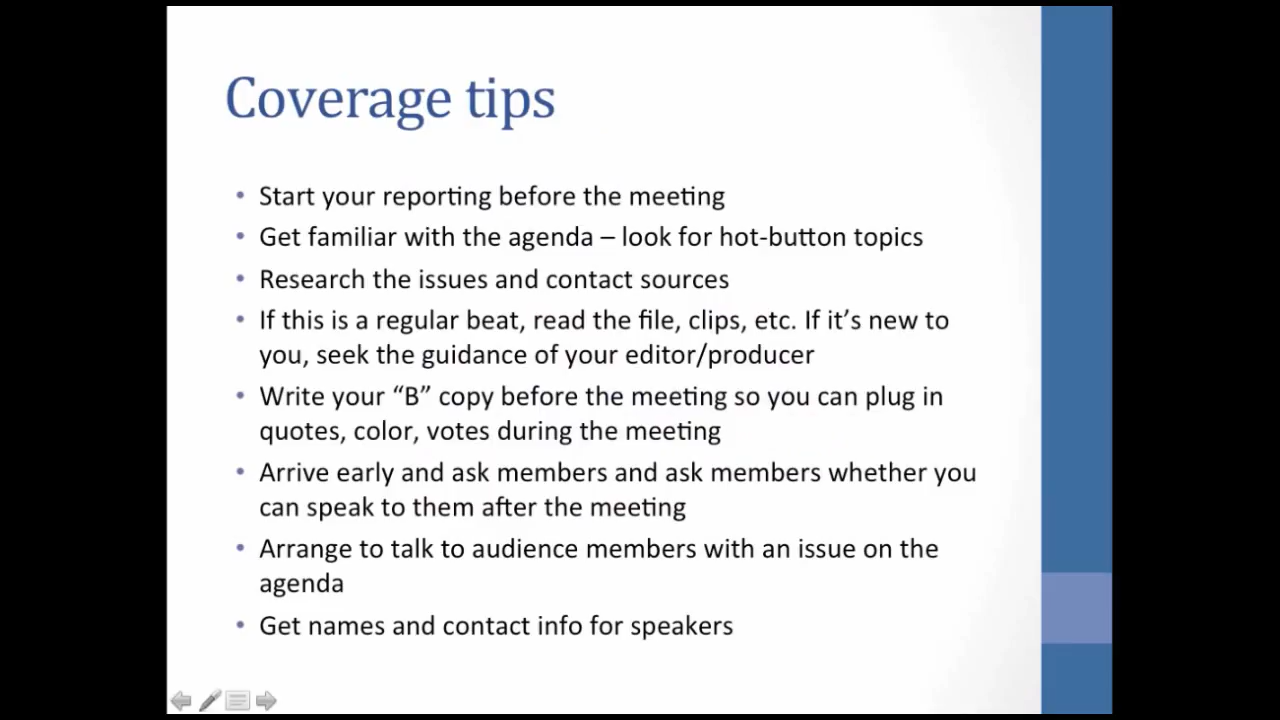 Coverage tips
• Start your reporting before the meeting
• Get familiar with the agenda – look for hot-button topics
• Research the issues and contact sources
• If this is a regular beat, read the file, clips, etc. If it’s new to
you, seek the guidance of your editor/producer
• Write your “B” copy before the meeting so you can plug in
quotes, color, votes during the meeting
• Arrive early and ask members and ask members whether you
can speak to them after the meeting
• Arrange to talk to audience members with an issue on the
agenda
• Get names and contact info for speakers